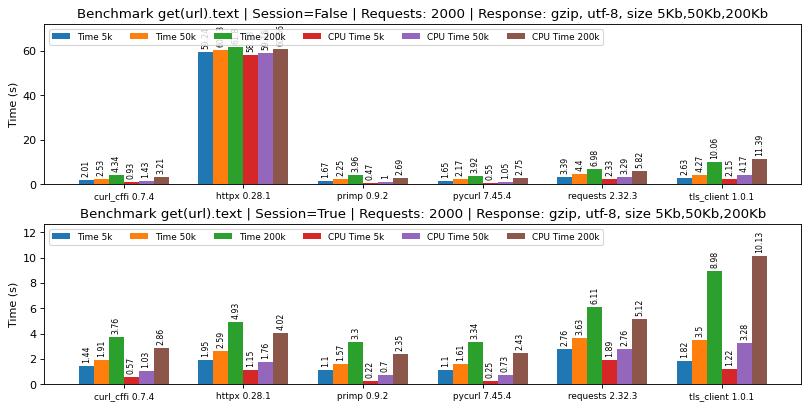 Benchmark get(url).text | Session=False | Requests: 2000 | Response: gzip, utf-8, size 5Kb,50Kb,200Kb
Time 5k Time 50k Time 200k CPU Time 5k CPU Time 50k CPU Time 200k
Time (s)
60
40
20
0
2.01 2.53 4.34 0.93 1.43 3.21
1.67 2.25 3.96 0.47 1 2.69
1.65 2.17 3.92 0.55 1.05 2.75
3.39 4.4 6.98 2.33 3.29 5.82
2.63 4.27 10.06 2.15 4.17 11.39
curl_cffi 0.7.4 httpx 0.28.1 primp 0.9.2 pycurl 7.45.4 requests 2.32.3 tls_client 1.0.1
Benchmark get(url).text | Session=True | Requests: 2000 | Response: gzip, utf-8, size 5Kb,50Kb,200Kb
Time 5k Time 50k Time 200k CPU Time 5k CPU Time 50k CPU Time 200k
Time (s)
12
10
8
6
4
2
0
1.44 1.91 3.76 0.57 1.03 2.86
1.95 2.59 4.93 1.15 1.76 4.02
1.1 1.57 3.3 0.22 0.7 2.35
1.1 1.61 3.34 0.25 0.73 2.43
2.76 3.63 6.11 1.89 2.76 5.12
1.82 3.5 8.98 1.22 3.28 10.13
curl_cffi 0.7.4 httpx 0.28.1 primp 0.9.2 pycurl 7.45.4 requests 2.32.3 tls_client 1.0.1